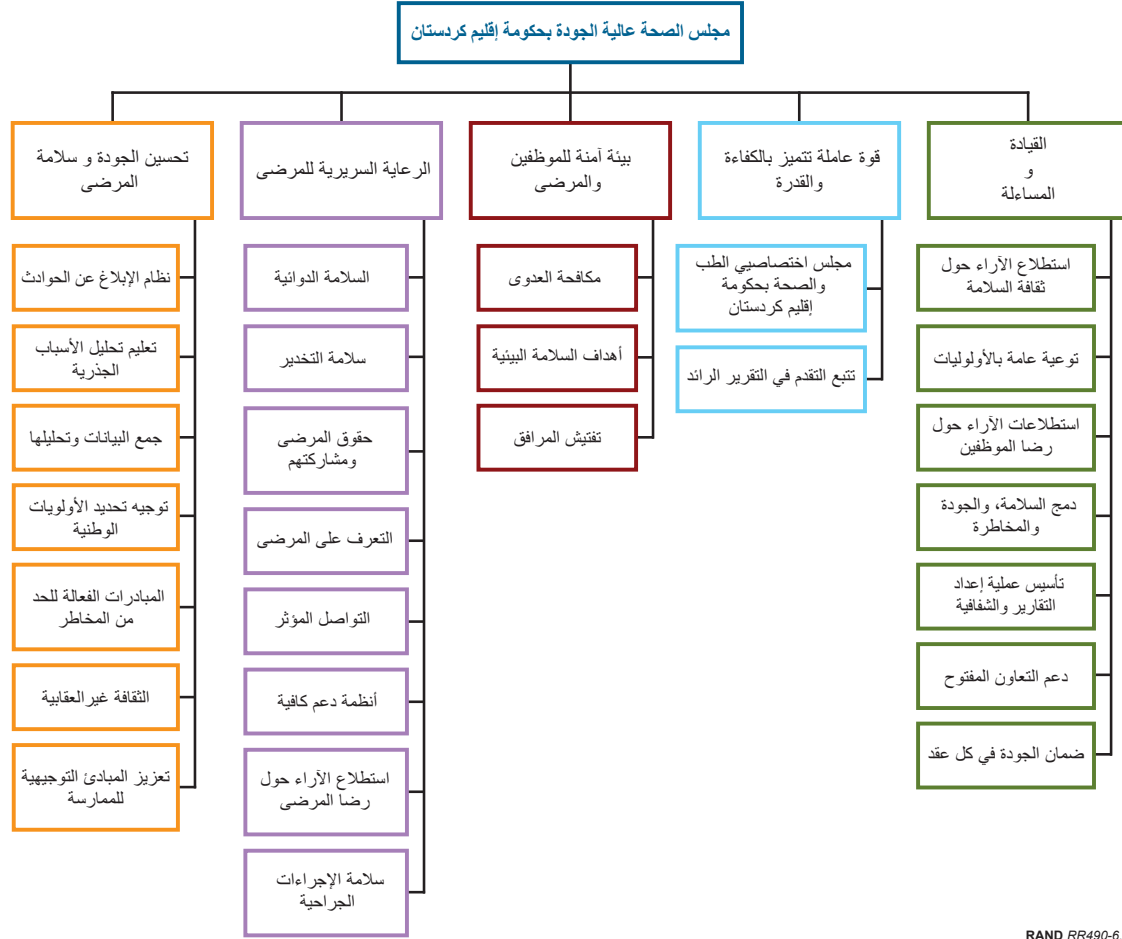 مجلس الصحة عالية الجودة بحكومة إقليم كردستان
القيادة
و
المساءلة
استطلاع الآراء حول
ثقافة السلامة
توعية عامة بالأولوليات
استطلاعات الآراء حول
رضا الموظفين
دمج السلامة، والجودة
والمخاطرة
تأسيس عملية إعداد
التقارير والشفافية
دعم التعاون المفتوح
ضمان الجودة في كل عقد
قوة عاملة تتميز بالكفاءة
والقدرة
مجلس اختصاصيي الطب
والصحة بحكومة
إقليم كردستان
تتبع التقدم في التقرير الرائد
بيئة آمنة للموظفين
والمرضى
مكافحة العدوى
أهداف السلامة البيئية
تفتيش المرافق
الرعاية السريرية للمرضى
السلامة الدوائية
سلامة التخدير
حقوق المرضى
ومشاركتهم
التعرف على المرضى
التواصل المؤثر
أنظمة دعم كافية
استطلاع الآراء حول
رضا المرضى
سلامة الإجراءات
الجراحية
تحسين الجودة و سلامة
المرضى
نظام الإبلاغ عن الحوادث
تعليم تحليل الأسباب
الجذرية
جمع البيانات وتحليلها
توجيه تحديد الأولويات
الوطنية
المبادرات الفعالة للحد
من المخاطر
الثقافة غير العقابية
تعزيز المبادئ التوجيهية
للممارسة
RAND RR490-6.